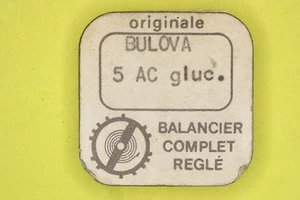 originale
BULOVA
5 AC gluc.
BALANCIER
COMPLET
REGLÉ